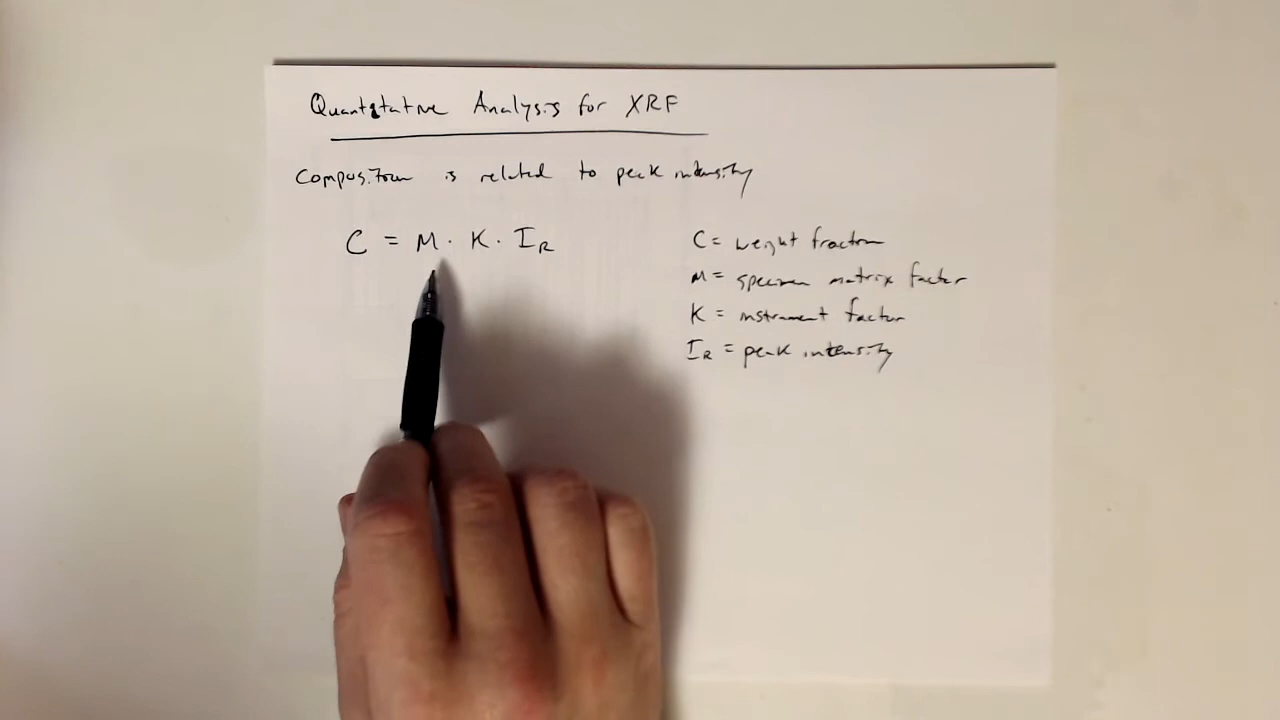 Quantitative Analysis for XRF
Composition is related to peak intensity
C = M · K · I_R
C = weight fraction
M = specimen matrix factor
K = instrument factor
I_R = peak intensity